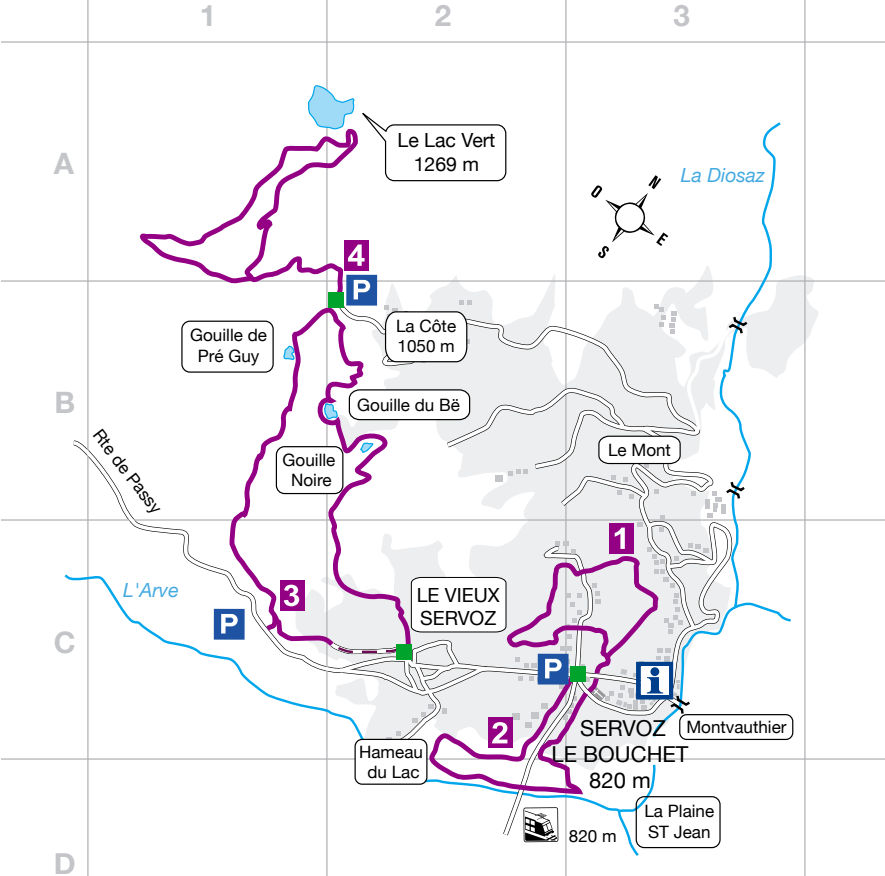 1
2
3
A
Le Lac Vert
1269 m
La Diosaz
O
N
S
E
4
P
La Côte
1050 m
Gouille de
Pré Guy
B
Gouille du Bë
Le Mont
Rte de Passy
Gouille
Noire
1
L'Arve
3
LE VIEUX
SERVOZ
P
C
P
i
2
SERVOZ
LE BOUCHET
820 m
Montvauthier
Hameau
du Lac
La Plaine
ST Jean
820 m
D